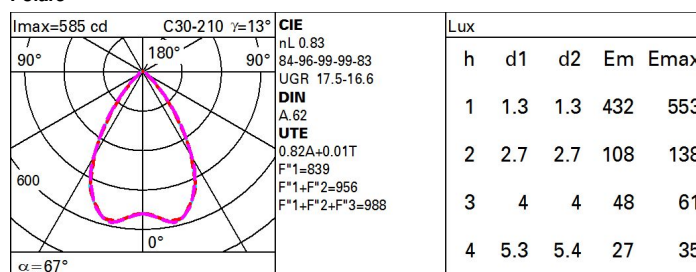 Imax=585 cd C30-210 γ=13°
90° 180° 90°
600
0°
α=67°
CIE
nL 0.83
84-96-99-99-83
UGR 17.5-16.6
DIN
A.62
UTE
0.82A+0.01T
F"1=839
F"1+F"2=956
F"1+F"2+F"3=988
Lux
h d1 d2 Em Emax
1 1.3 1.3 432 553
2 2.7 2.7 108 138
3 4 4 48 61
4 5.3 5.4 27 35